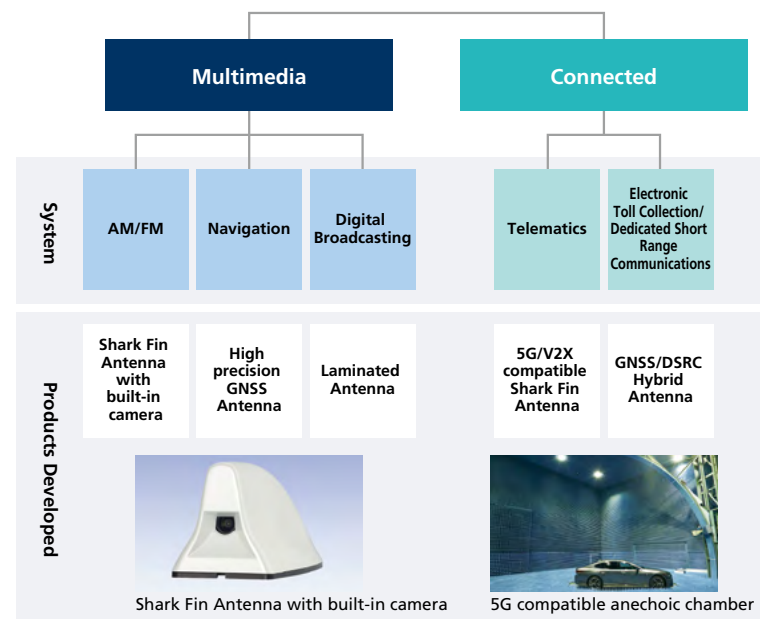 Multimedia
Connected
System
AM/FM
Navigation
Digital
Broadcasting
Telematics
Electronic
Toll Collection/
Dedicated Short
Range
Communications
Products Developed
Shark Fin
Antenna
with
built-in
camera
High
precision
GNSS
Antenna
Laminated
Antenna
5G/V2X
compatible
Shark Fin
Antenna
GNSS/DSRC
Hybrid
Antenna
Shark Fin Antenna with built-in camera
5G compatible anechoic chamber